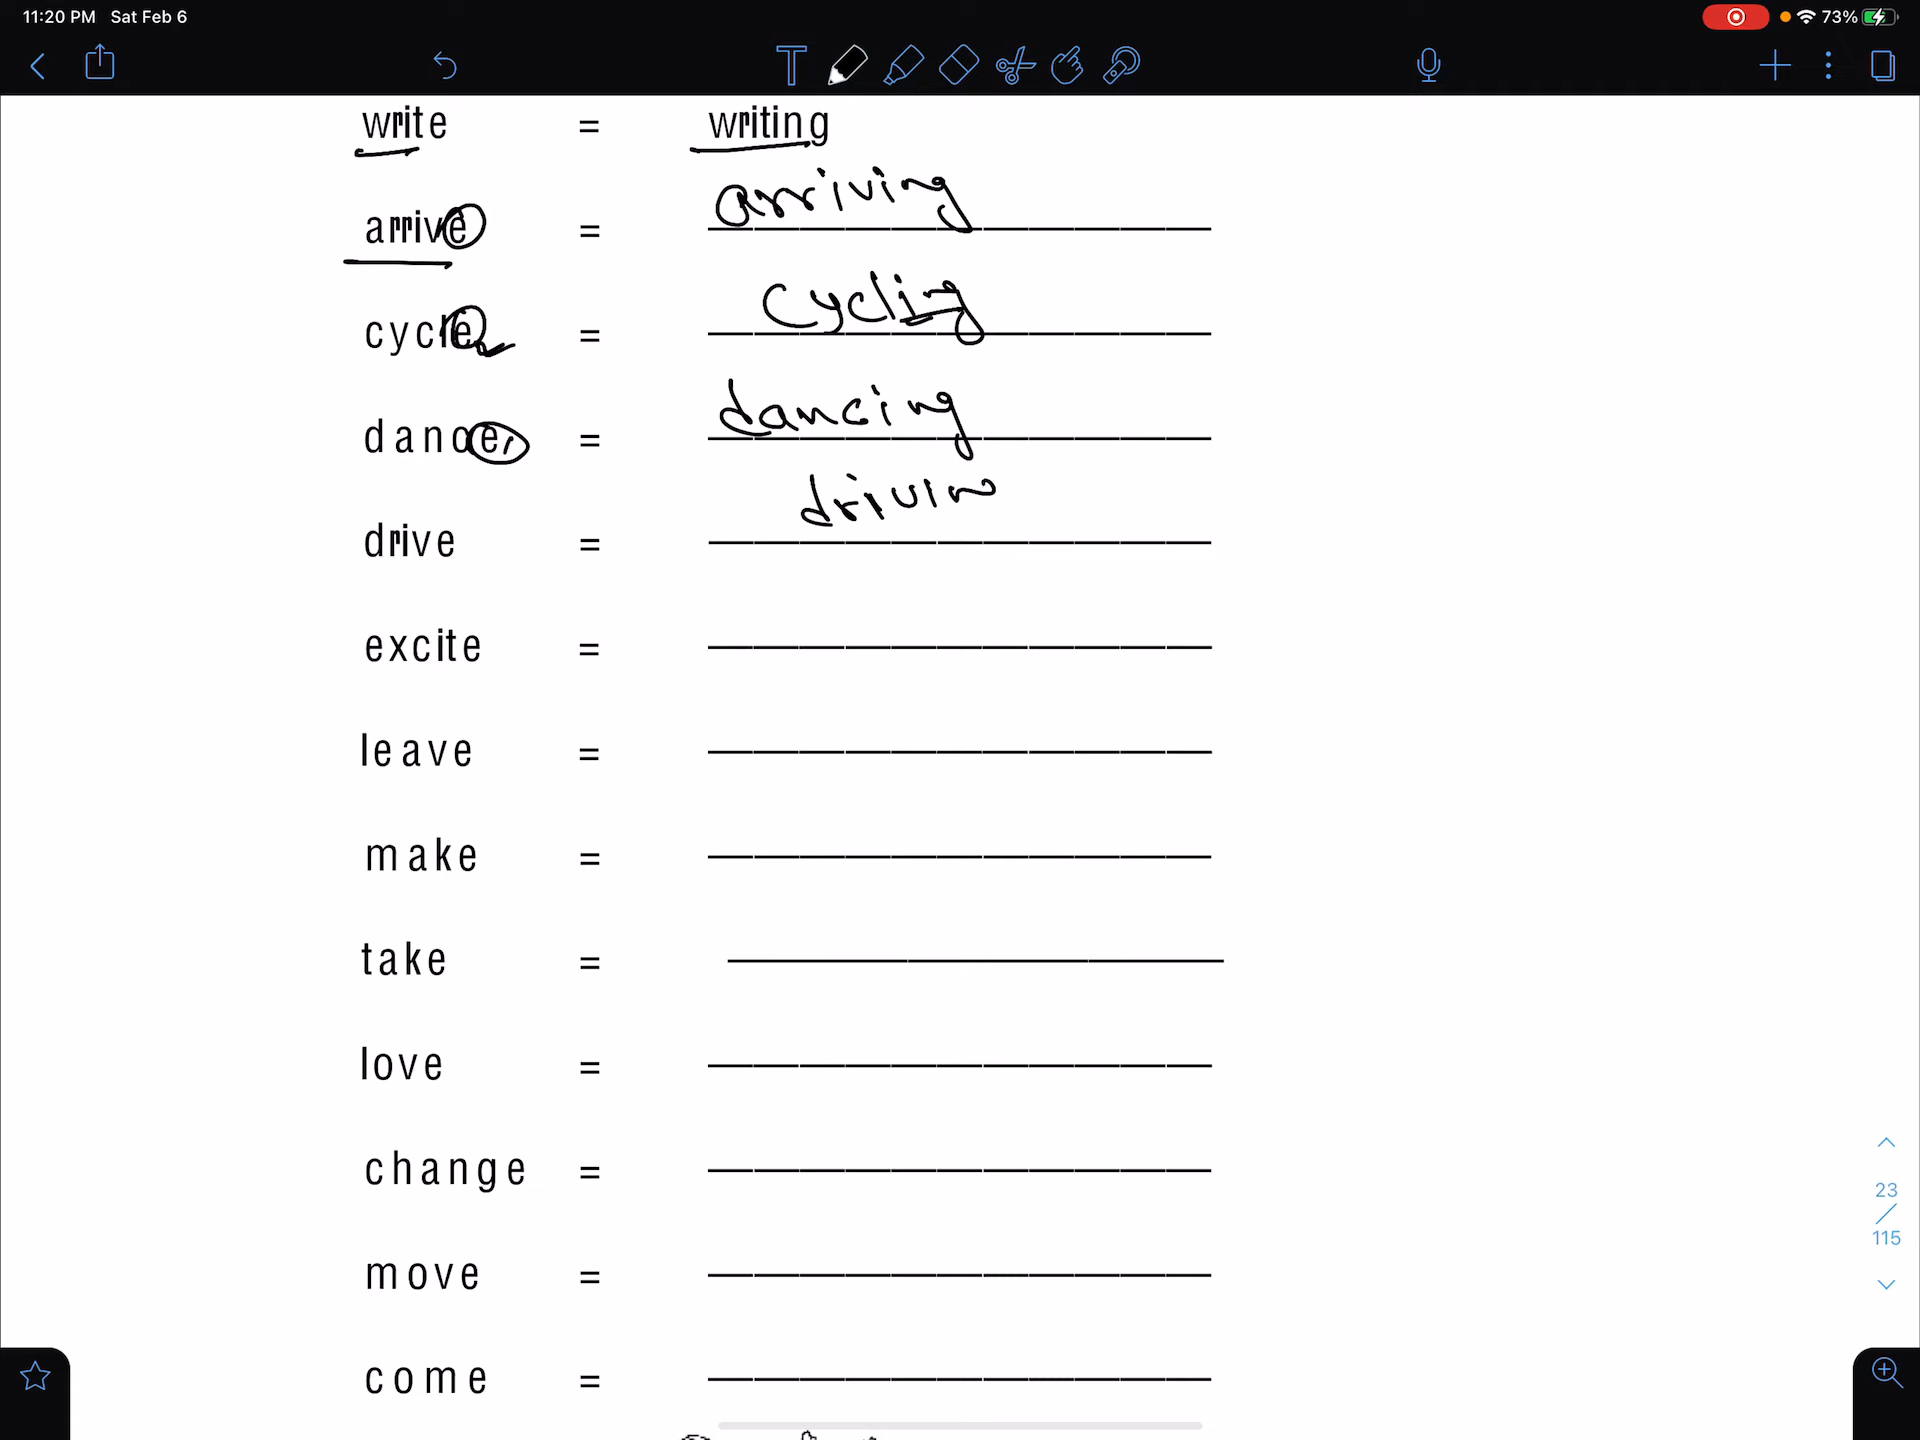 11:20 PM Sat Feb 6 73%
write = writing
arrive = arriving
cycle = cycling
dance = dancing
drive = drivin
excite =
leave =
make =
take =
love =
change =
move =
come =
23
/
115